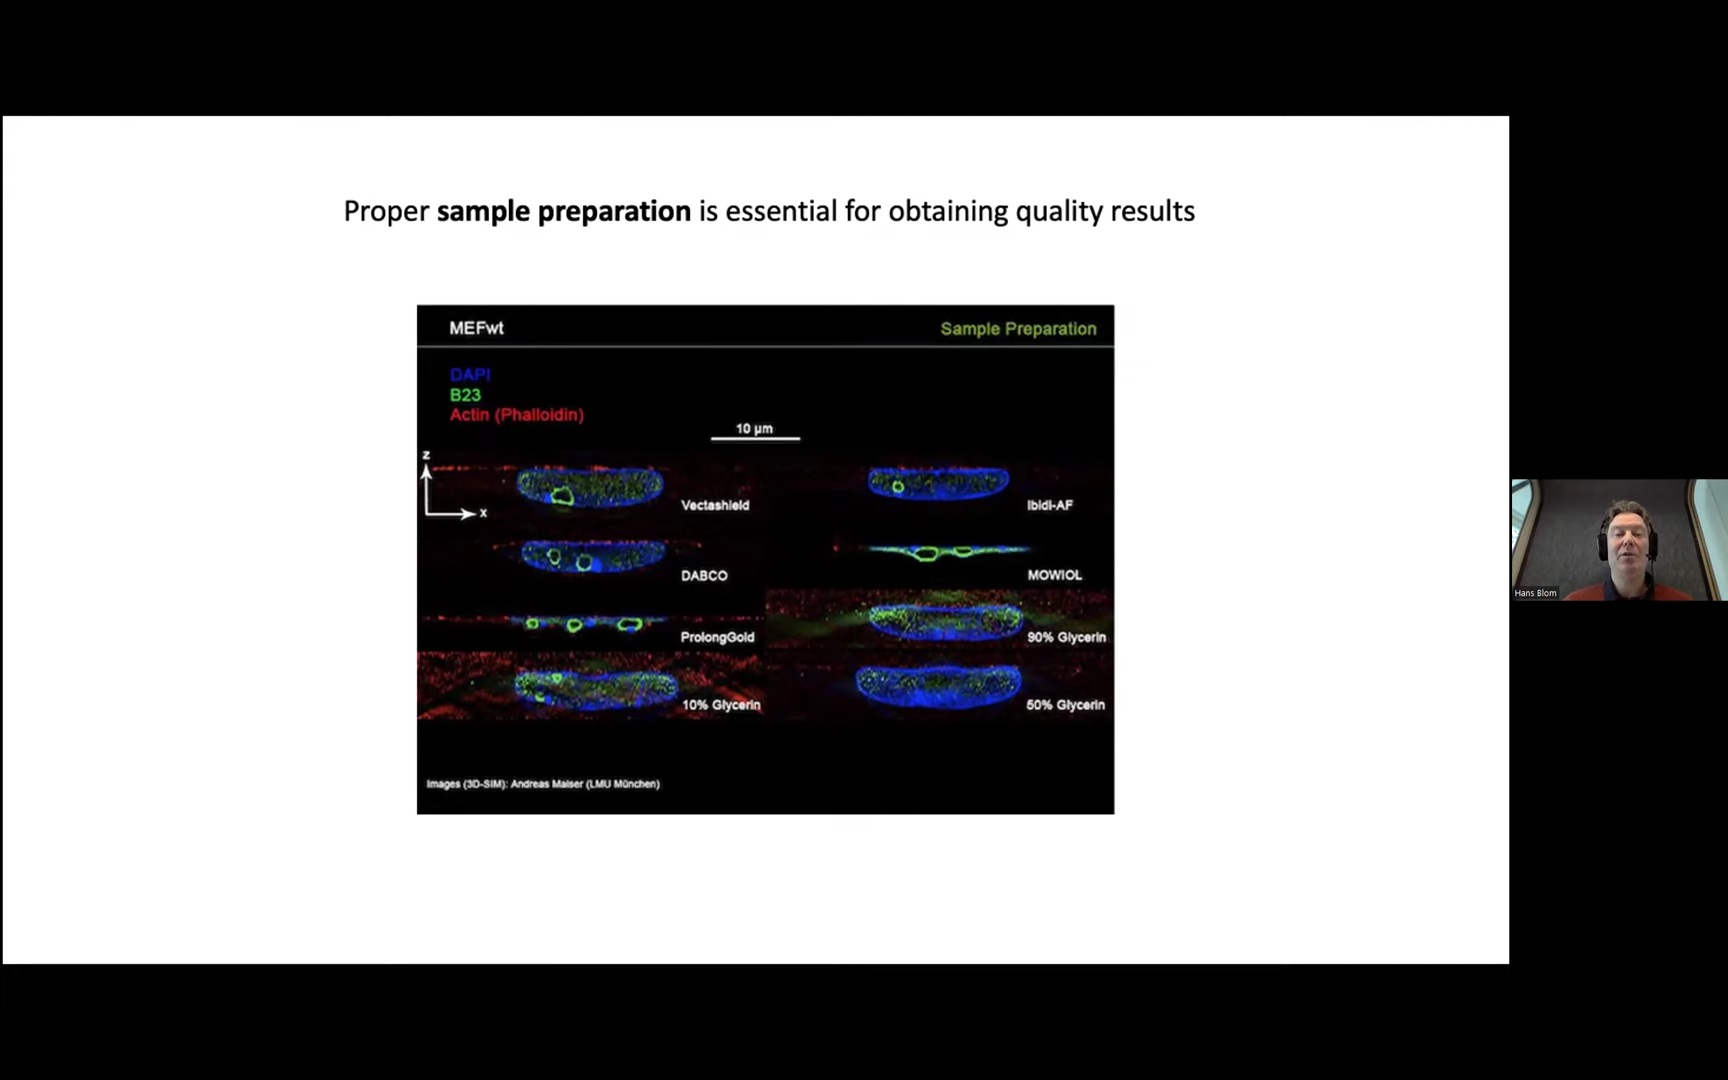 Proper sample preparation is essential for obtaining quality results
MEFwt
Sample Preparation
DAPI
B23
Actin (Phalloidin)
10 µm
z
x
Vectashield
Ibidi-AF
DABCO
MOWIOL
ProlongGold
90% Glycerin
10% Glycerin
50% Glycerin
Images (3D-SIM): Andreas Maiser (LMU München)
Hans Blom